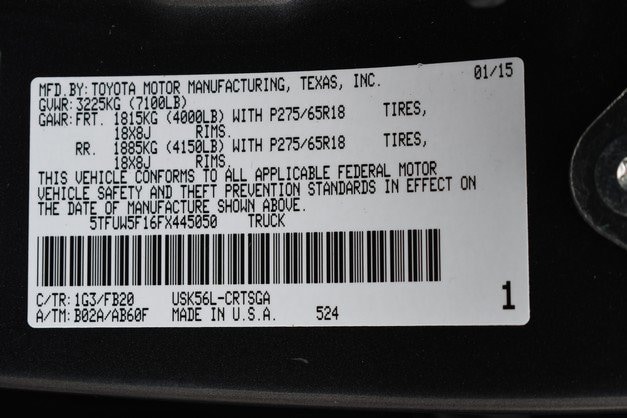 MFD.BY:TOYOTA MOTOR MANUFACTURING, TEXAS, INC. 01/15
GVWR:3225KG (7100LB)
GAWR:FRT. 1815KG (4000LB) WITH P275/65R18 TIRES,
18X8J RIMS.
RR. 1885KG (4150LB) WITH P275/65R18 TIRES,
18X8J RIMS.
THIS VEHICLE CONFORMS TO ALL APPLICABLE FEDERAL MOTOR
VEHICLE SAFETY AND THEFT PREVENTION STANDARDS IN EFFECT ON
THE DATE OF MANUFACTURE SHOWN ABOVE.
5TFUW5F16FX445050 TRUCK
C/TR:1G3/FB20 USK56L-CRTSGA
A/TM:B02A/AB60F MADE IN U.S.A. 524 1